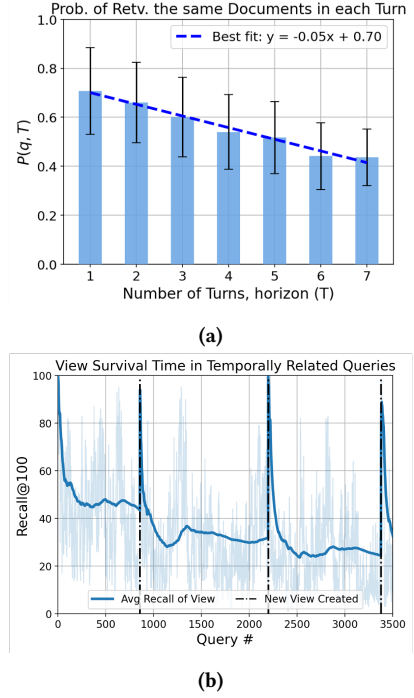 Prob. of Retv. the same Documents in each Turn
1.0
Best fit: y = -0.05x + 0.70
0.8
0.6
P(q, T)
0.4
0.2
0.0
1 2 3 4 5 6 7
Number of Turns, horizon (T)
(a)
View Survival Time in Temporally Related Queries
100
80
60
Recall@100
40
20
Avg Recall of View
New View Created
0
0 500 1000 1500 2000 2500 3000 3500
Query #
(b)